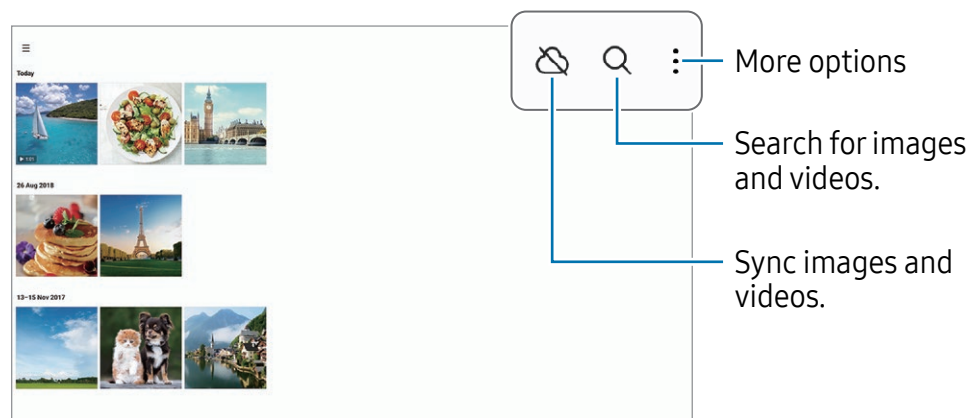 More options
Today
Search for images
and videos.
26 Aug 2018
Sync images and
videos.
13–15 Nov 2017